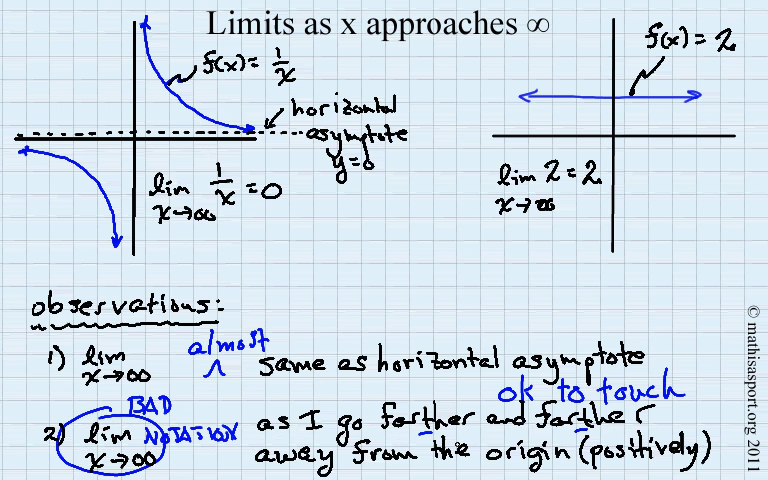 Limits as x approaches ∞
f(x) = 1/x
horizontal
asymptote
y=0
lim 1/x = 0
x→∞
f(x) = 2
lim 2 = 2
x→∞
observations:
1) lim almost same as horizontal asymptote
x→∞
ok to touch
BAD
2) lim NOTATION as I go farther and farther
x→∞ away from the origin (positively)
© mathisasport.org 2011